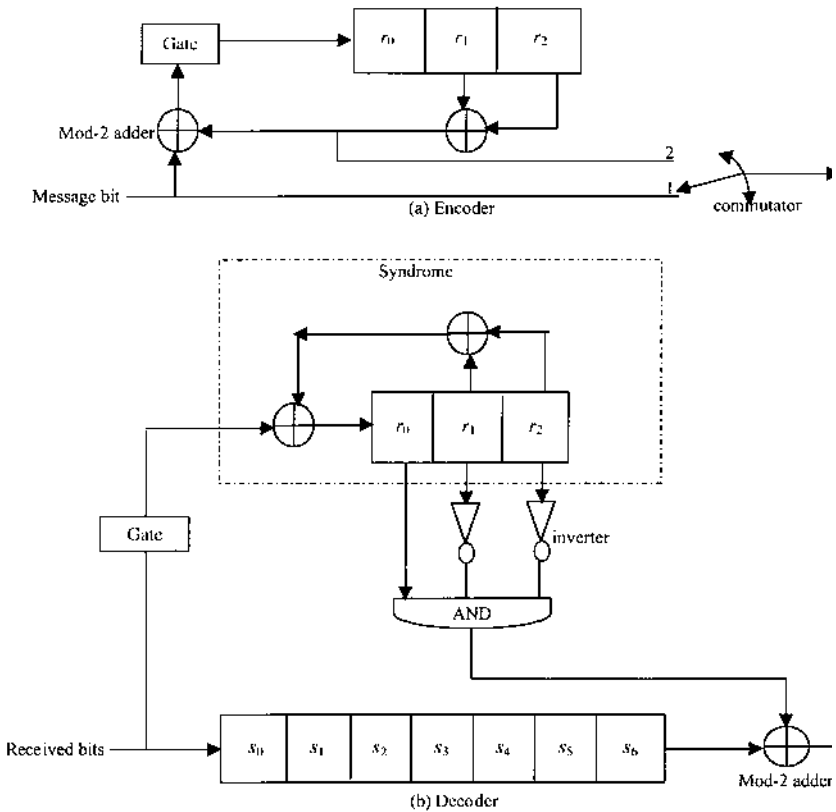 Gate
r0 r1 r2
Mod-2 adder
2
Message bit
1
(a) Encoder
commutator
Syndrome
r0 r1 r2
Gate
inverter
AND
Received bits
s0 s1 s2 s3 s4 s5 s6
Mod-2 adder
(b) Decoder